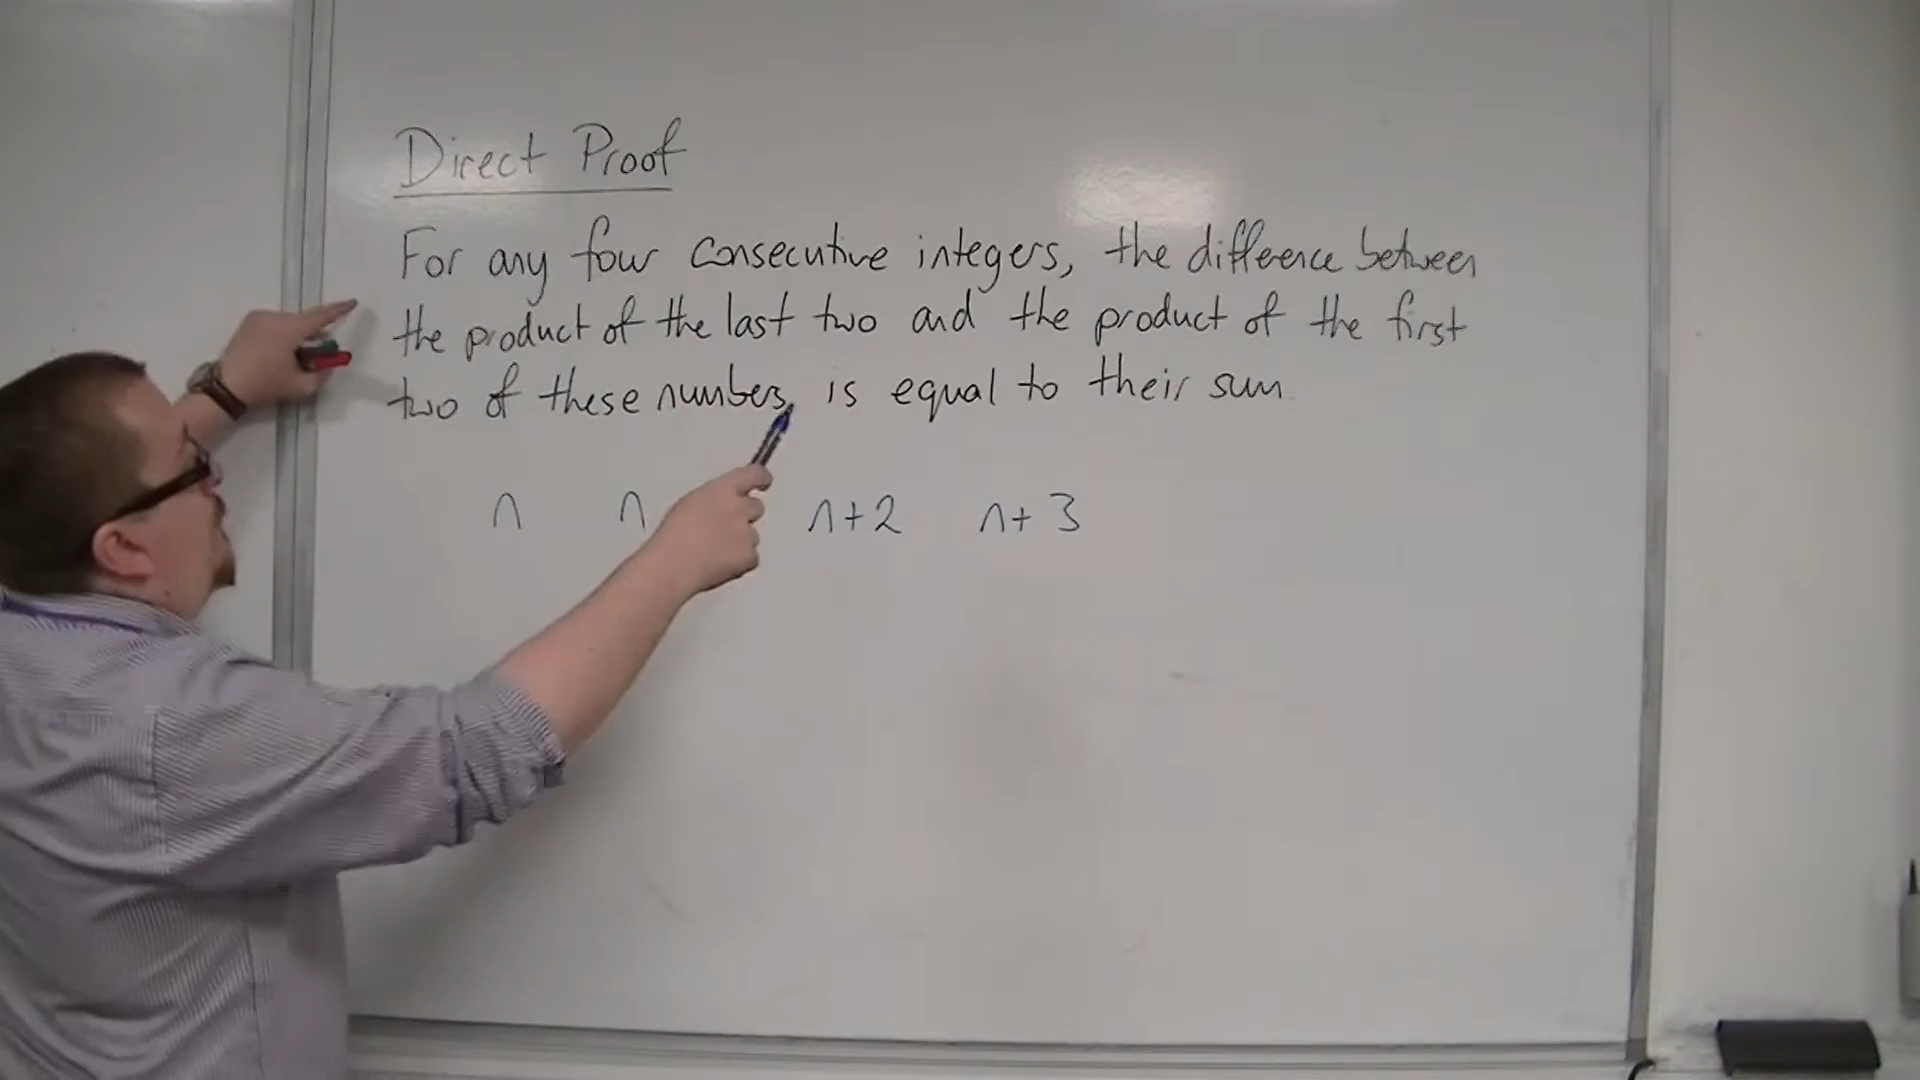 Direct Proof
For any four consecutive integers, the difference between
the product of the last two and the product of the first
two of these numbers, is equal to their sum
n n n+2 n+3